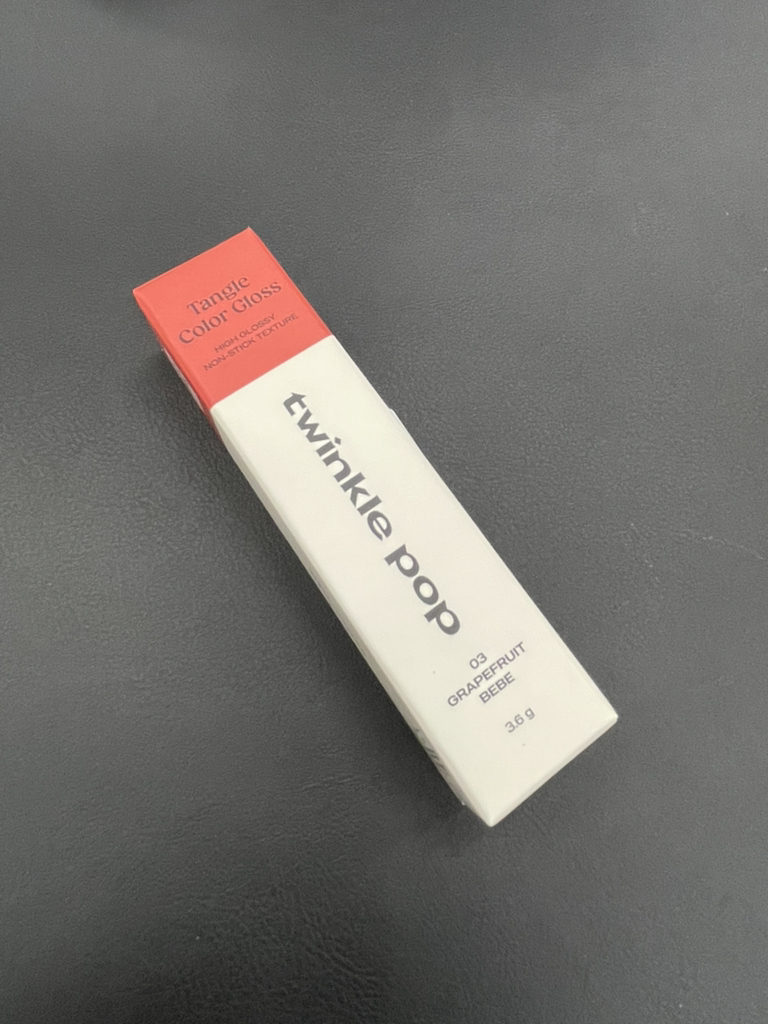 Tangle
Color Gloss
HIGH GLOSSY
NON-STICK TEXTURE
twinkle pop
03
GRAPEFRUIT
BEBE
3.6 g